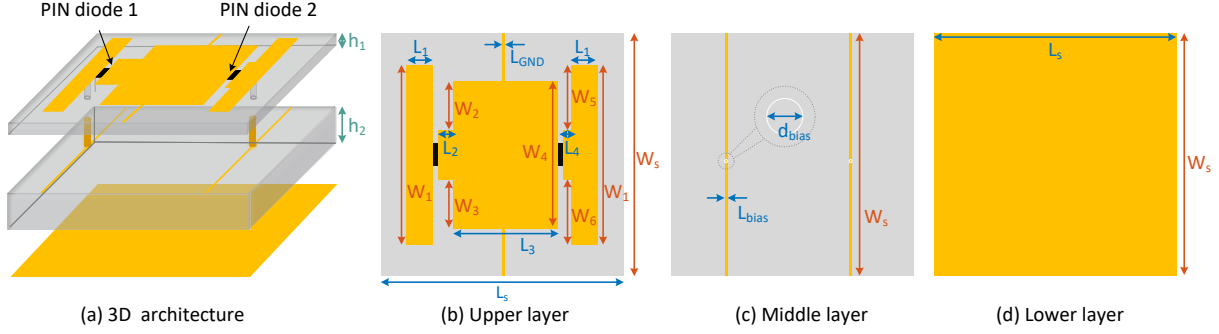 PIN diode 1
PIN diode 2
h1
h2
(a) 3D architecture
L1
LGND
L1
W2
W5
L2
W4
L4
Ws
W1
W3
W6
W1
L3
Ls
(b) Upper layer
dbias
Lbias
Ws
(c) Middle layer
Ls
Ws
(d) Lower layer